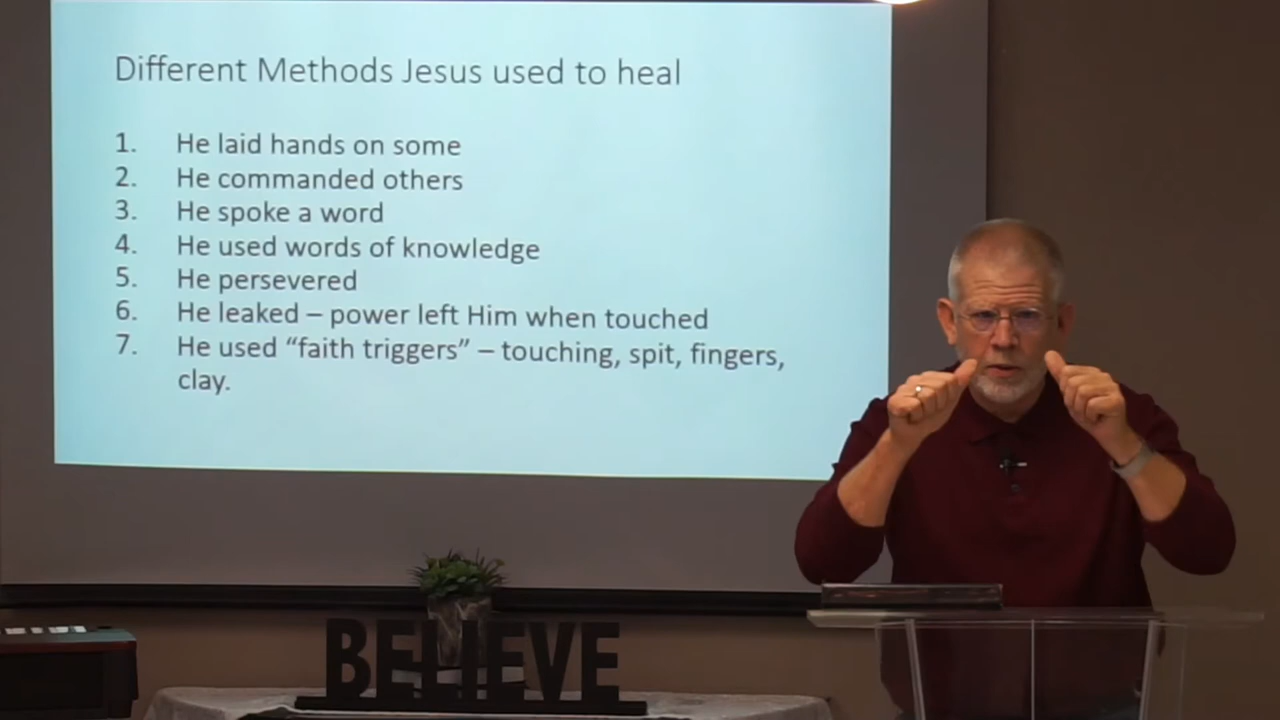 Different Methods Jesus used to heal
1. He laid hands on some
2. He commanded others
3. He spoke a word
4. He used words of knowledge
5. He persevered
6. He leaked – power left Him when touched
7. He used “faith triggers” – touching, spit, fingers,
clay.
BELIEVE